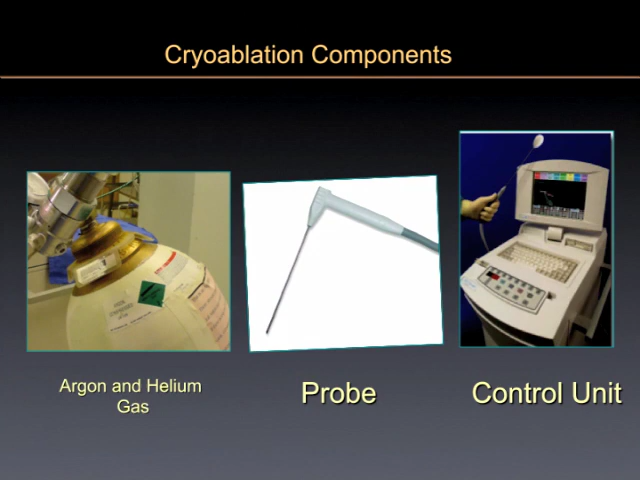 Cryoablation Components
Argon and Helium
Gas
Probe
Control Unit